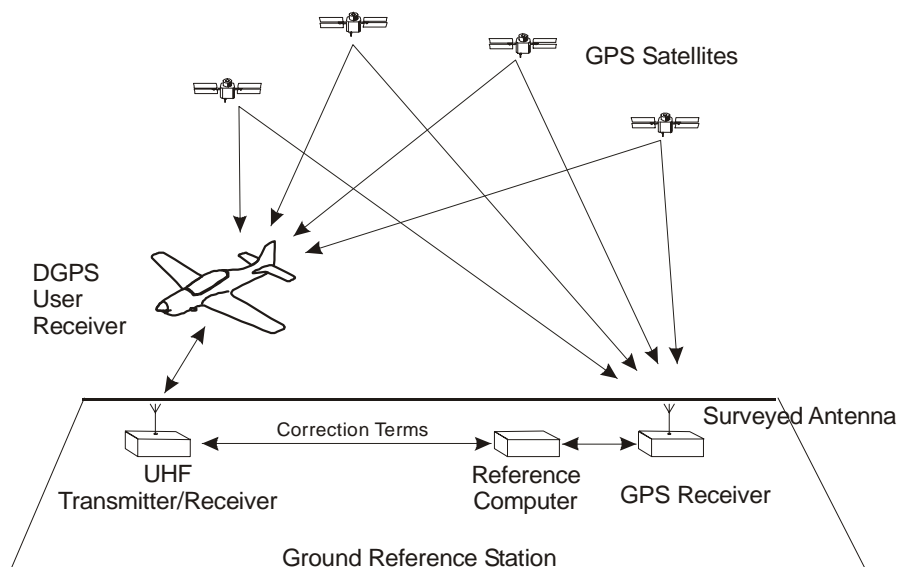 GPS Satellites
DGPS
User
Receiver
Surveyed Antenna
Correction Terms
UHF
Transmitter/Receiver
Reference
Computer
GPS Receiver
Ground Reference Station